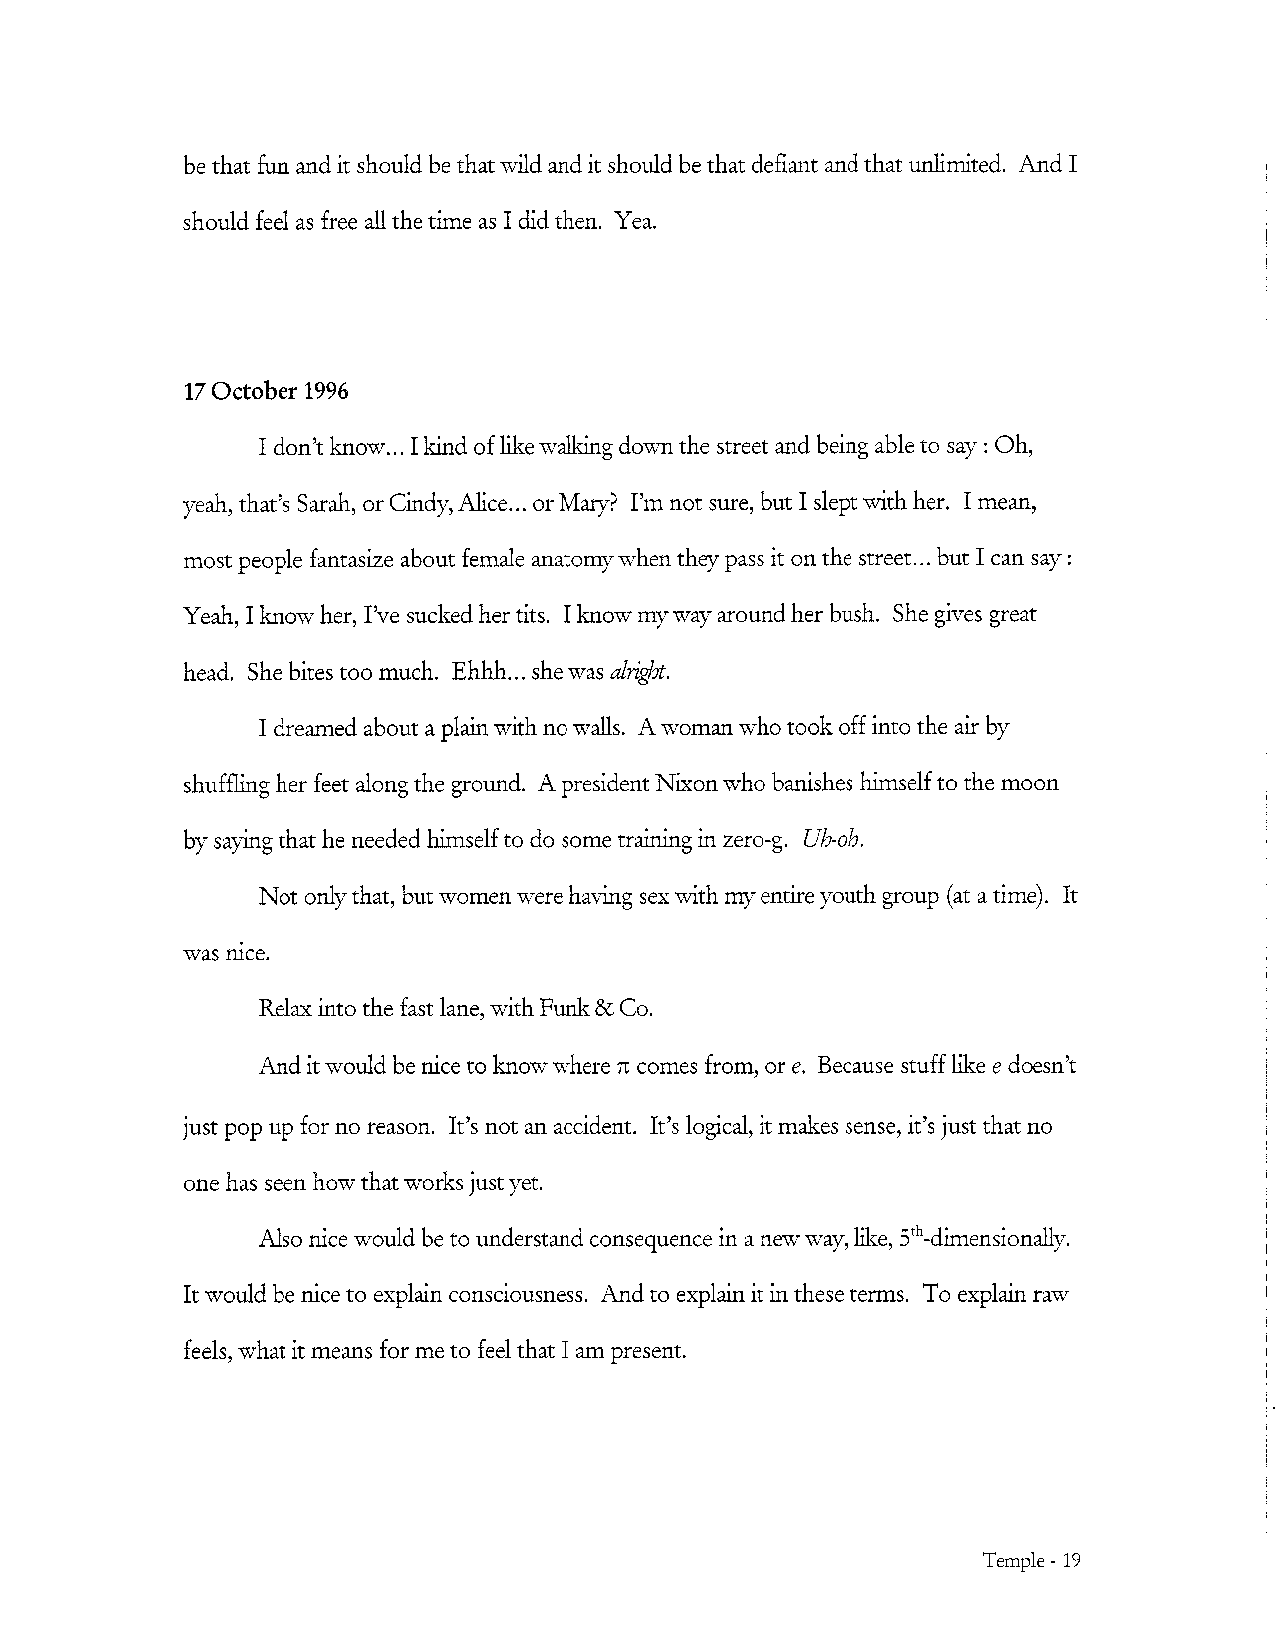 be that fun and it should be that wild and it should be that defiant and that unlimited. And I
should feel as free all the time as I did then. Yea.
17 October 1996
I don't know... I kind of like walking down the street and being able to say : Oh,
yeah, that's Sarah, or Cindy, Alice... or Mary? I'm not sure, but I slept with her. I mean,
most people fantasize about female anatomy when they pass it on the street... but I can say :
Yeah, I know her, I've sucked her tits. I know my way around her bush. She gives great
head. She bites too much. Ehhh... she was alright.
I dreamed about a plain with no walls. A woman who took off into the air by
shuffling her feet along the ground. A president Nixon who banishes himself to the moon
by saying that he needed himself to do some training in zero-g. Uh-oh.
Not only that, but women were having sex with my entire youth group (at a time). It
was nice.
Relax into the fast lane, with Funk & Co.
And it would be nice to know where π comes from, or e. Because stuff like e doesn't
just pop up for no reason. It's not an accident. It's logical, it makes sense, it's just that no
one has seen how that works just yet.
Also nice would be to understand consequence in a new way, like, 5th-dimensionally.
It would be nice to explain consciousness. And to explain it in these terms. To explain raw
feels, what it means for me to feel that I am present.
Temple - 19